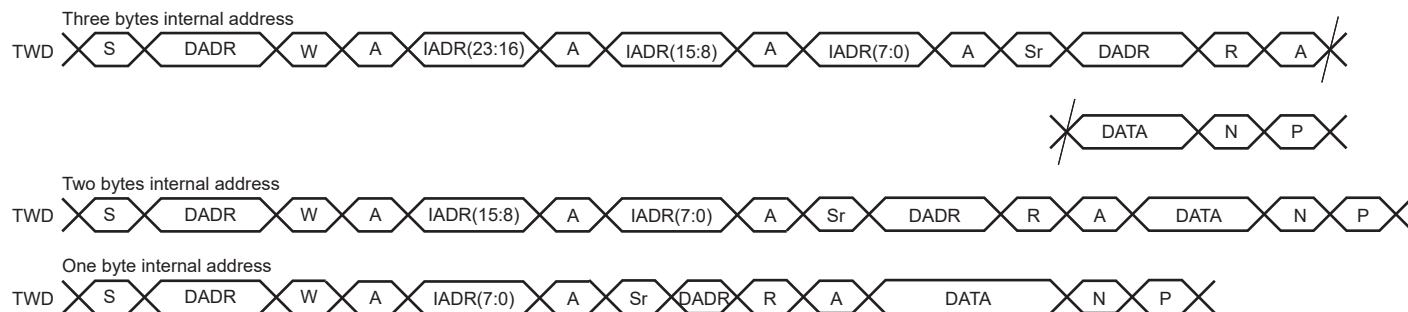 Three bytes internal address
TWD S DADR W A IADR(23:16) A IADR(15:8) A IADR(7:0) A Sr DADR R A
DATA N P
Two bytes internal address
TWD S DADR W A IADR(15:8) A IADR(7:0) A Sr DADR R A DATA N P
One byte internal address
TWD S DADR W A IADR(7:0) A Sr DADR R A DATA N P